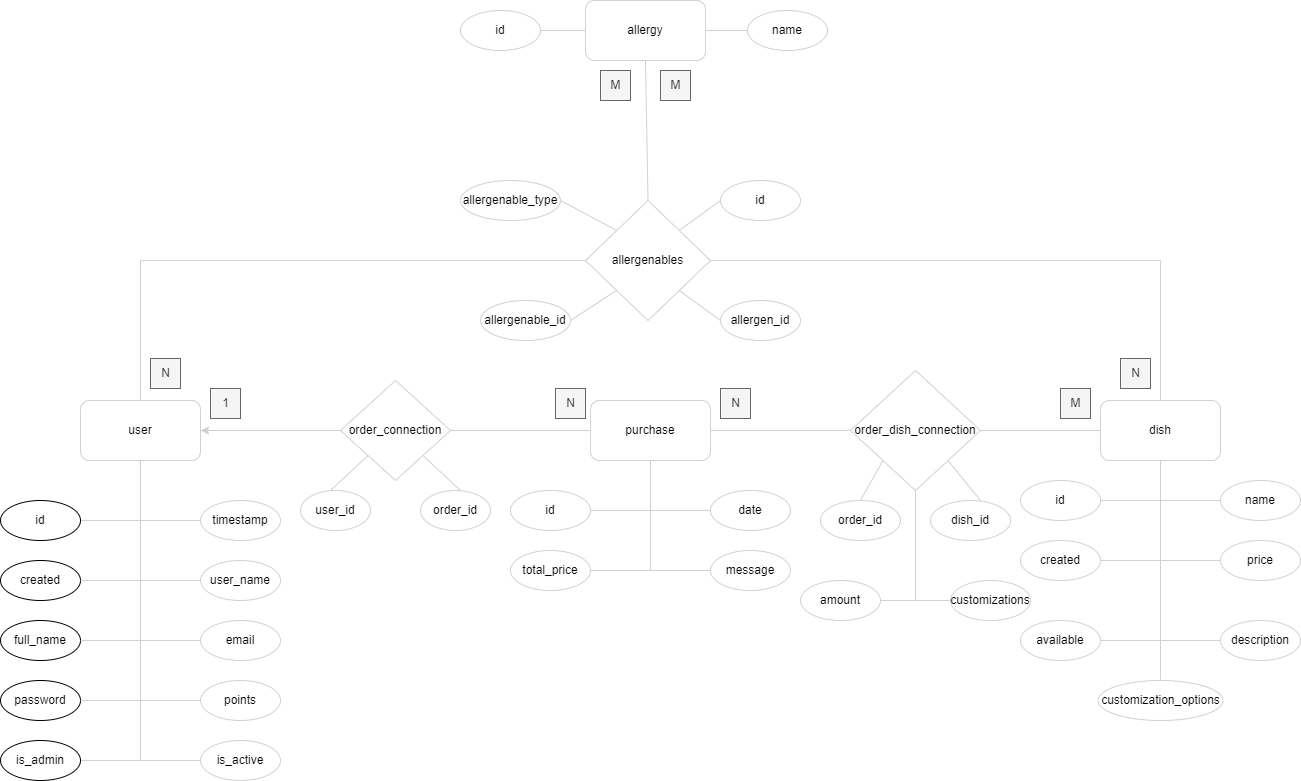 id
allergy
name
M
M
allergenable_type
id
allergenables
allergenable_id
allergen_id
N
N
1
N
N
M
user
order_connection
purchase
order_dish_connection
dish
user_id
order_id
id
date
order_id
dish_id
id
name
id
timestamp
total_price
message
created
price
created
user_name
amount
customizations
full_name
email
available
description
password
points
customization_options
is_admin
is_active